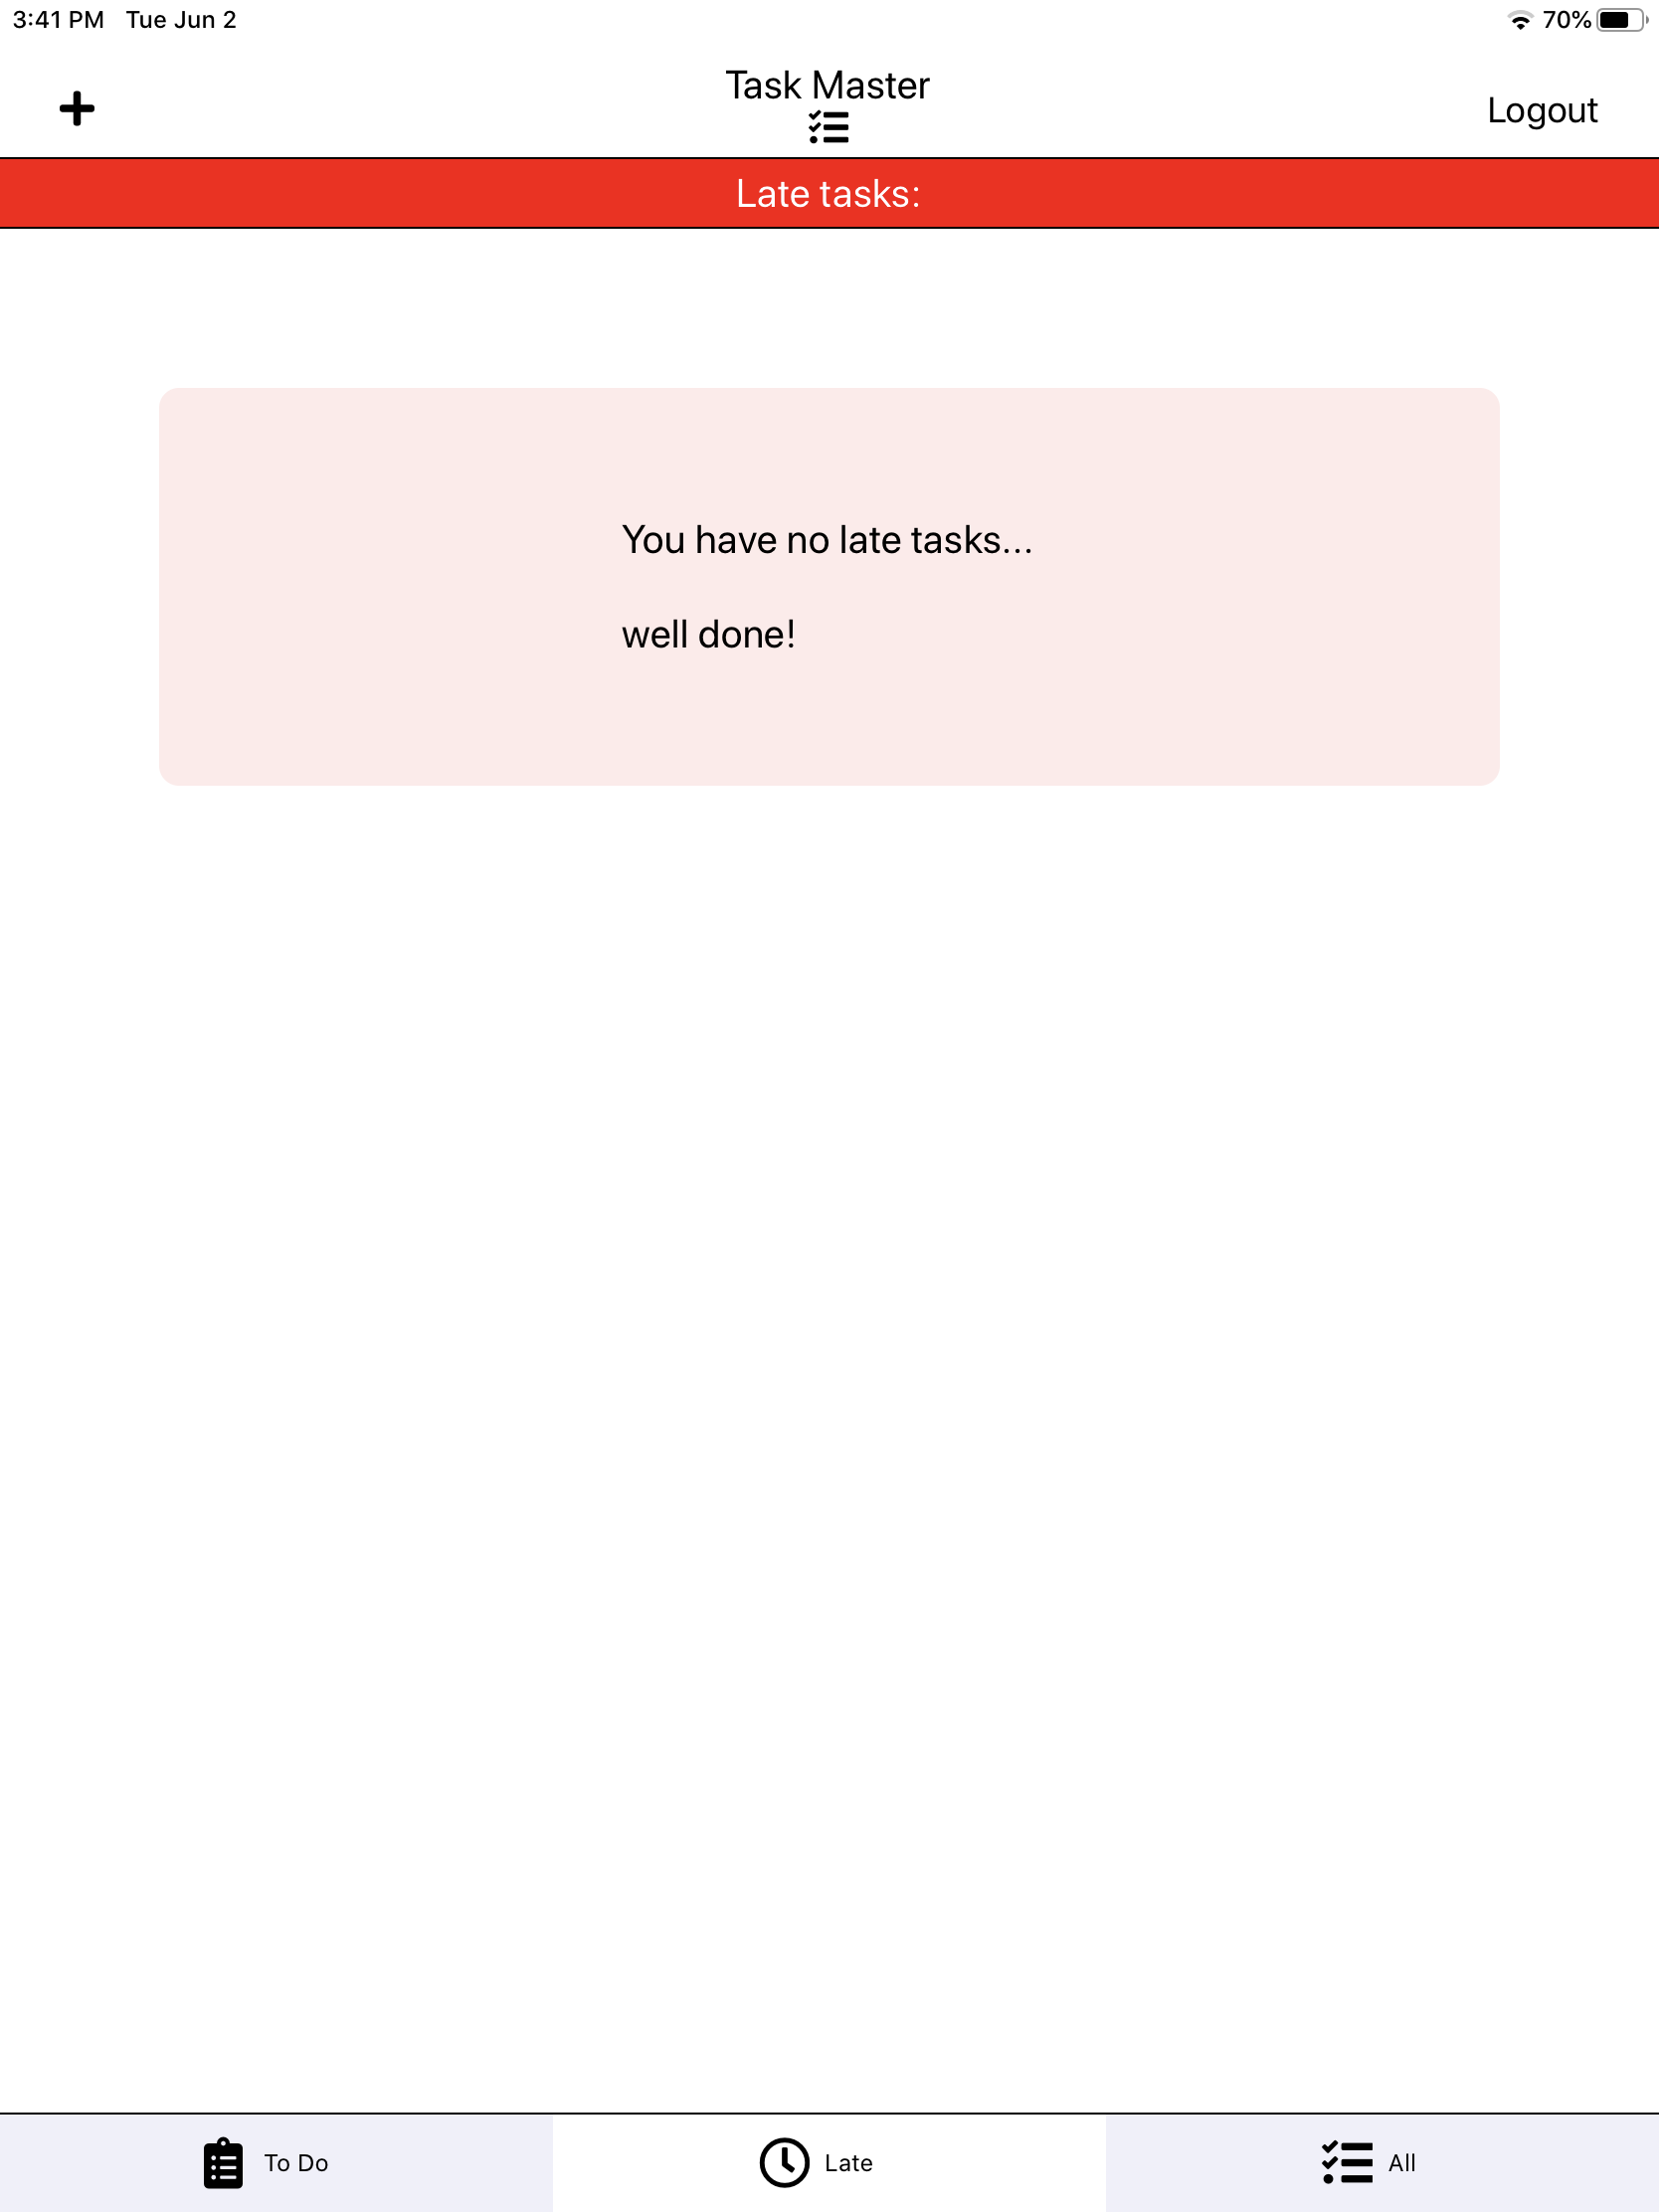 3:41 PM Tue Jun 2 70%
Task Master
Logout
Late tasks:
You have no late tasks...
well done!
To Do Late All